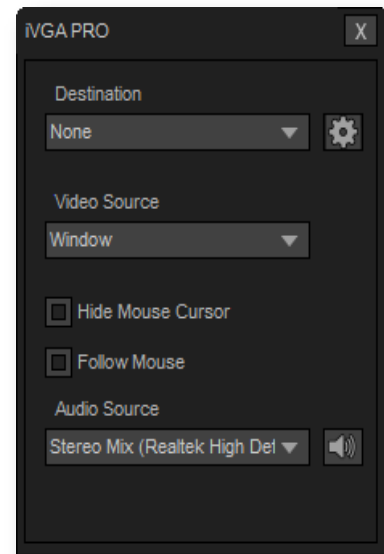 iVGA PRO
X
Destination
None
Video Source
Window
Hide Mouse Cursor
Follow Mouse
Audio Source
Stereo Mix (Realtek High Def